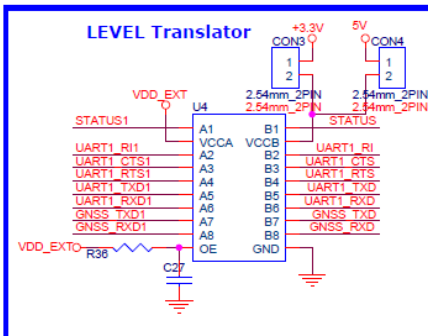 LEVEL Translator
+3.3V
5V
CON3
CON4
1
2
1
2
2.54mm_2PIN
2.54mm_2PIN
2.54mm_2PIN
2.54mm_2PIN
VDD_EXT
U4
STATUS1
A1
B1
STATUS
VCCA
VCCB
UART1_RI1
A2
B2
UART1_RI
UART1_CTS1
A3
B3
UART1_CTS
UART1_RTS1
A4
B4
UART1_RTS
UART1_TXD1
A5
B5
UART1_TXD
UART1_RXD1
A6
B6
UART1_RXD
GNSS_TXD1
A7
B7
GNSS_TXD
GNSS_RXD1
A8
B8
GNSS_RXD
VDD_EXT
OE
GND
R36
C27